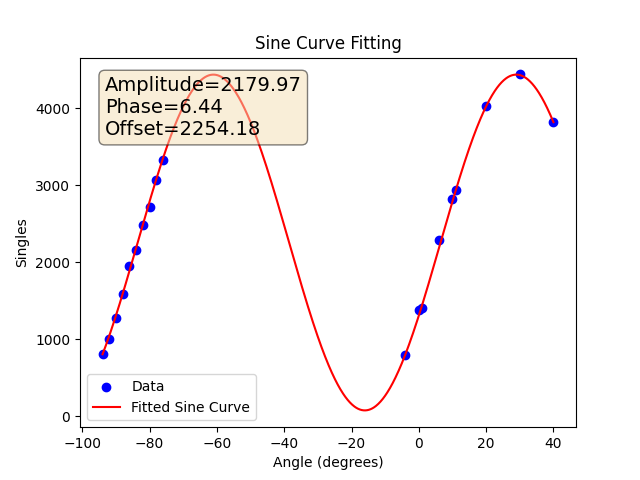 Sine Curve Fitting
Amplitude=2179.97
Phase=6.44
Offset=2254.18
4000
3000
2000
1000
0
Singles
Data
Fitted Sine Curve
−100 −80 −60 −40 −20 0 20 40
Angle (degrees)